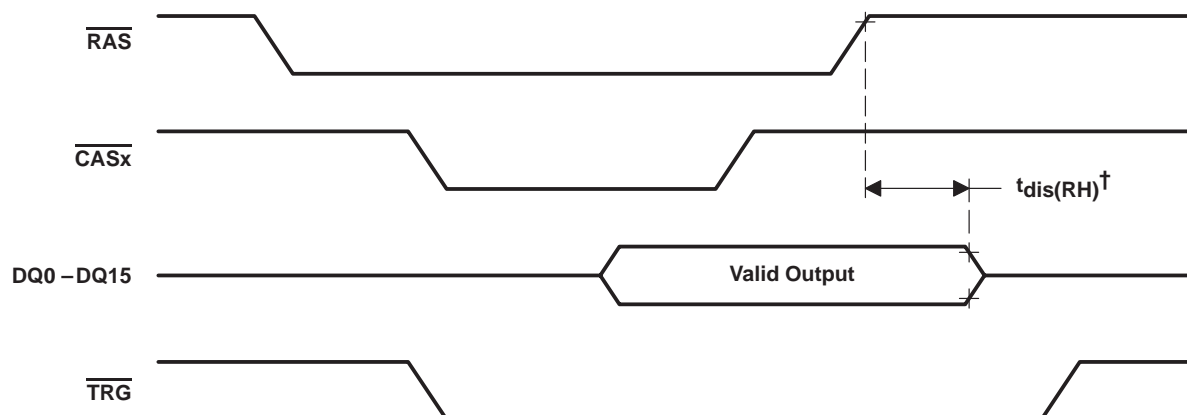 RAS
CASx
tdis(RH)†
DQ0 – DQ15
Valid Output
TRG